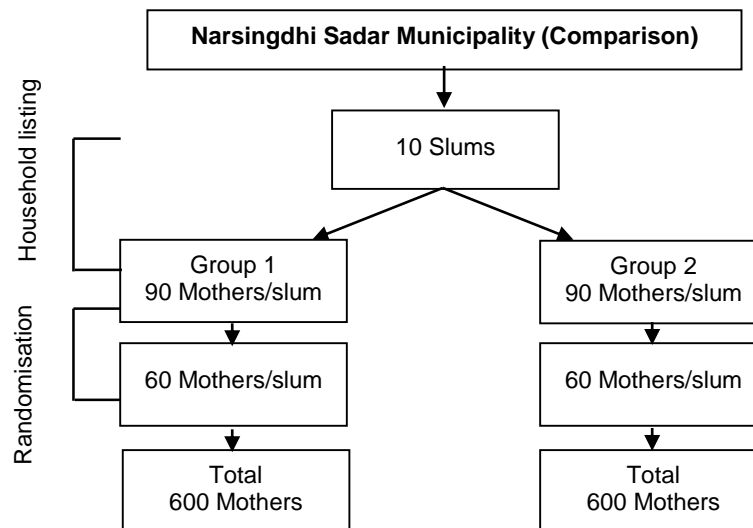 Narsingdhi Sadar Municipality (Comparison)
Household listing
10 Slums
Group 1
90 Mothers/slum
Group 2
90 Mothers/slum
Randomisation
60 Mothers/slum
60 Mothers/slum
Total
600 Mothers
Total
600 Mothers